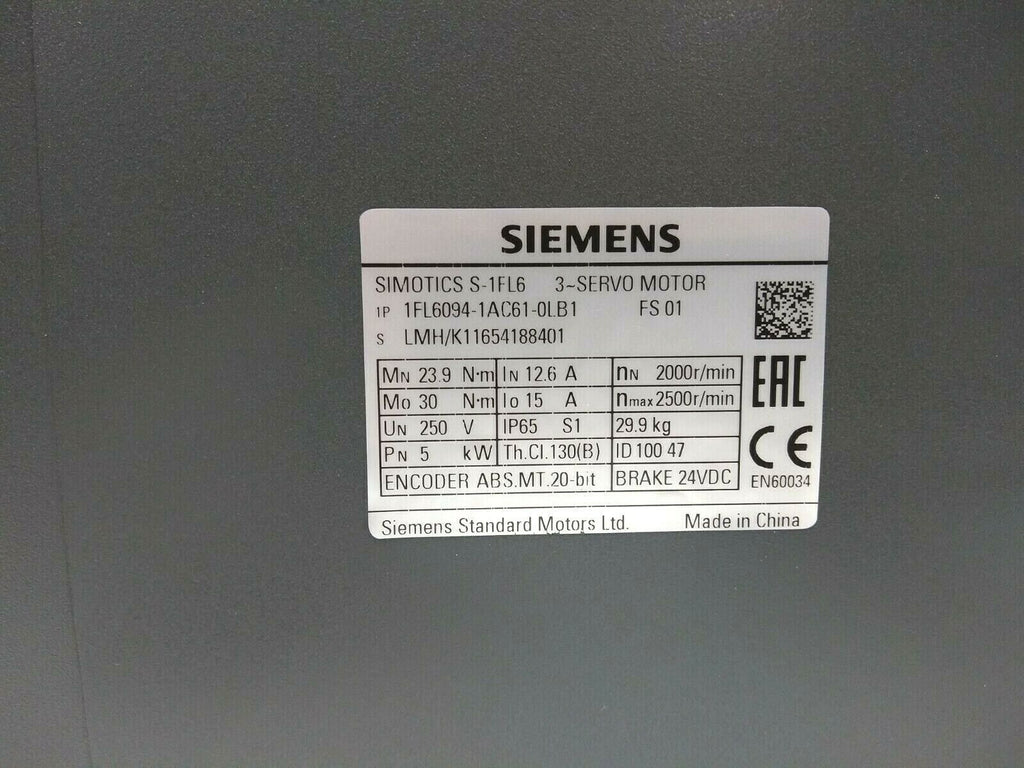 SIEMENS
SIMOTICS S-1FL6 3~SERVO MOTOR
1P 1FL6094-1AC61-0LB1 FS 01
S LMH/K11654188401
MN 23.9 N·m IN 12.6 A nN 2000r/min
Mo 30 N·m Io 15 A nmax 2500r/min
UN 250 V IP65 S1 29.9 kg
PN 5 kW Th.Cl.130(B) ID 100 47
ENCODER ABS.MT.20-bit BRAKE 24VDC
EAC
CE
EN60034
Siemens Standard Motors Ltd. Made in China